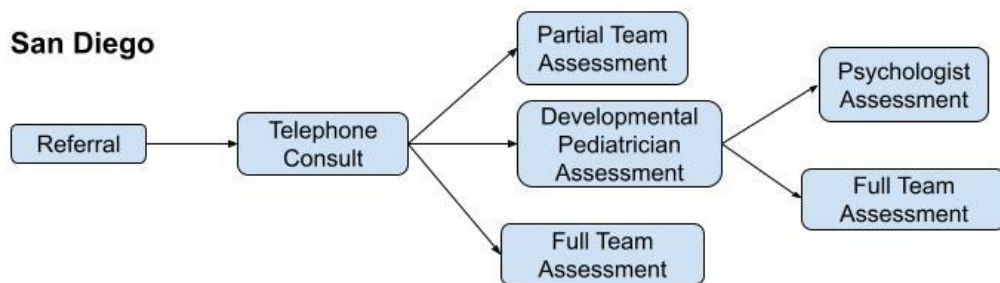 San Diego
Referral
Telephone
Consult
Partial Team
Assessment
Developmental
Pediatrician
Assessment
Full Team
Assessment
Psychologist
Assessment
Full Team
Assessment